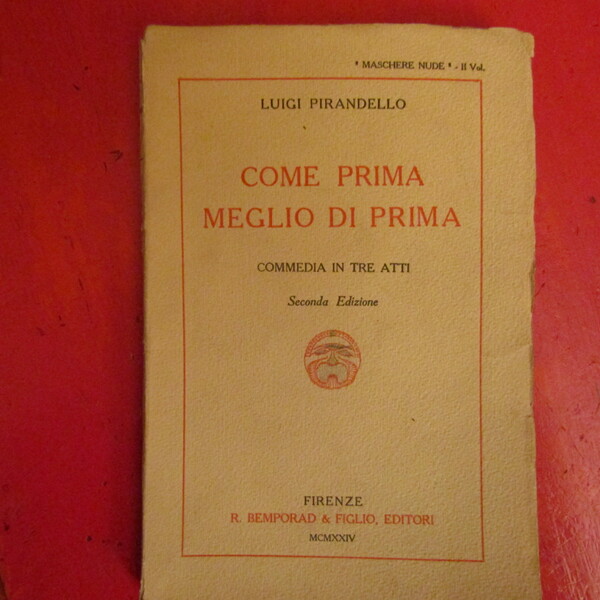 "MASCHERE NUDE" - II Vol.
LUIGI PIRANDELLO
COME PRIMA
MEGLIO DI PRIMA
COMMEDIA IN TRE ATTI
Seconda Edizione
FIRENZE
R. BEMPORAD & FIGLIO, EDITORI
MCMXXIV